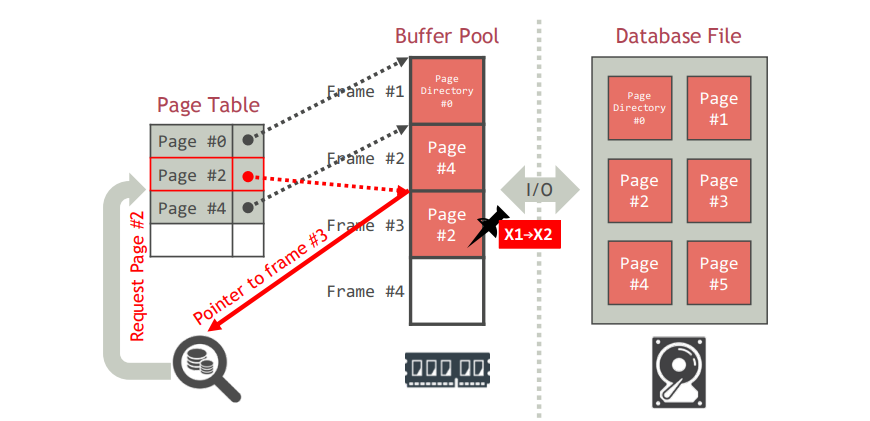 Buffer Pool
Database File
Page Table
Page #0
Page #2
Page #4
Request Page #2
Pointer to frame #3
Frame #1
Frame #2
Frame #3
Frame #4
Page
Directory
#0
Page
#4
Page
#2
X1→X2
I/O
Page
Directory
#0
Page
#1
Page
#2
Page
#3
Page
#4
Page
#5